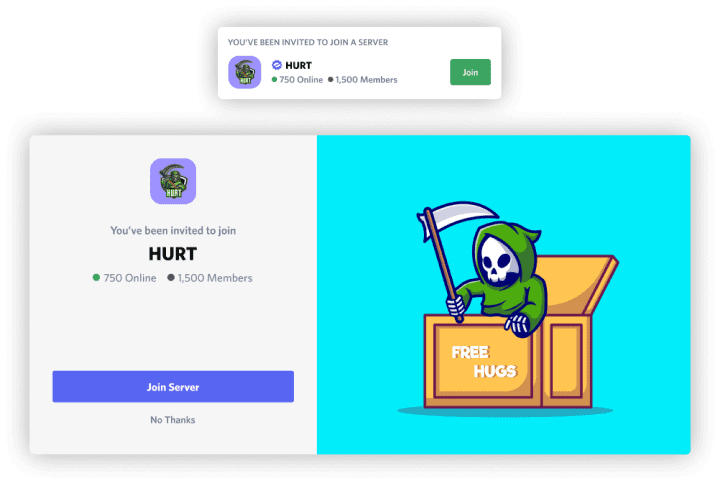 YOU'VE BEEN INVITED TO JOIN A SERVER
HURT
HURT
750 Online 1,500 Members
Join
HURT
You've been invited to join
HURT
750 Online 1,500 Members
Join Server
No Thanks
FREE
HUGS